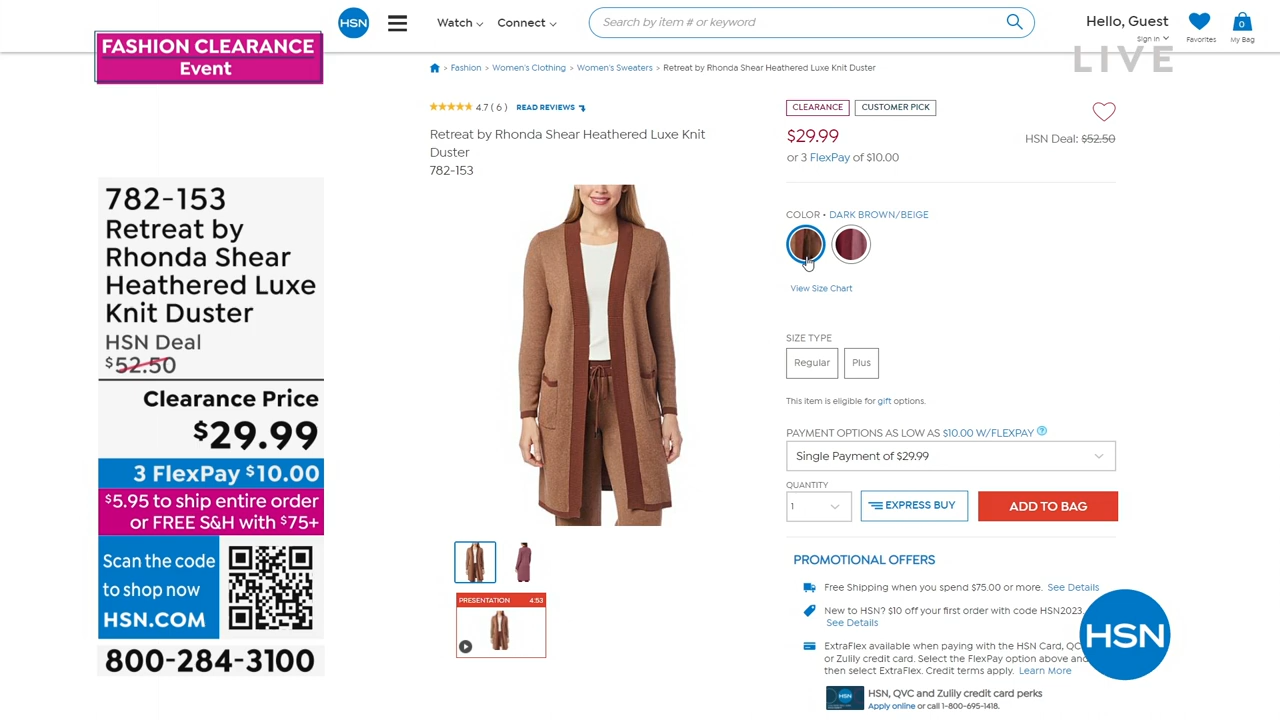 HSN
Watch
Connect
Search by item # or keyword
Hello, Guest
Sign In
Favorites
0
My Bag
FASHION CLEARANCE
Event
LIVE
> Fashion > Women's Clothing > Women's Sweaters > Retreat by Rhonda Shear Heathered Luxe Knit Duster
4.7 ( 6 ) READ REVIEWS
Retreat by Rhonda Shear Heathered Luxe Knit
Duster
782-153
CLEARANCE
CUSTOMER PICK
$29.99
HSN Deal: $52.50
or 3 FlexPay of $10.00
COLOR • DARK BROWN/BEIGE
View Size Chart
SIZE TYPE
Regular
Plus
This item is eligible for gift options.
PAYMENT OPTIONS AS LOW AS $10.00 W/FLEXPAY ?
Single Payment of $29.99
QUANTITY
1
EXPRESS BUY
ADD TO BAG
PROMOTIONAL OFFERS
Free Shipping when you spend $75.00 or more. See Details
New to HSN? $10 off your first order with code HSN2023.
See Details
ExtraFlex available when paying with the HSN Card, QC
or Zulily credit card. Select the FlexPay option above and
then select ExtraFlex. Credit terms apply. Learn More
HSN
HSN, QVC and Zulily credit card perks
Apply online or call 1-800-695-1418.
PRESENTATION 4:53
782-153
Retreat by
Rhonda Shear
Heathered Luxe
Knit Duster
HSN Deal
$52.50
Clearance Price
$29.99
3 FlexPay $10.00
$5.95 to ship entire order
or FREE S&H with $75+
Scan the code
to shop now
HSN.COM
800-284-3100
HSN